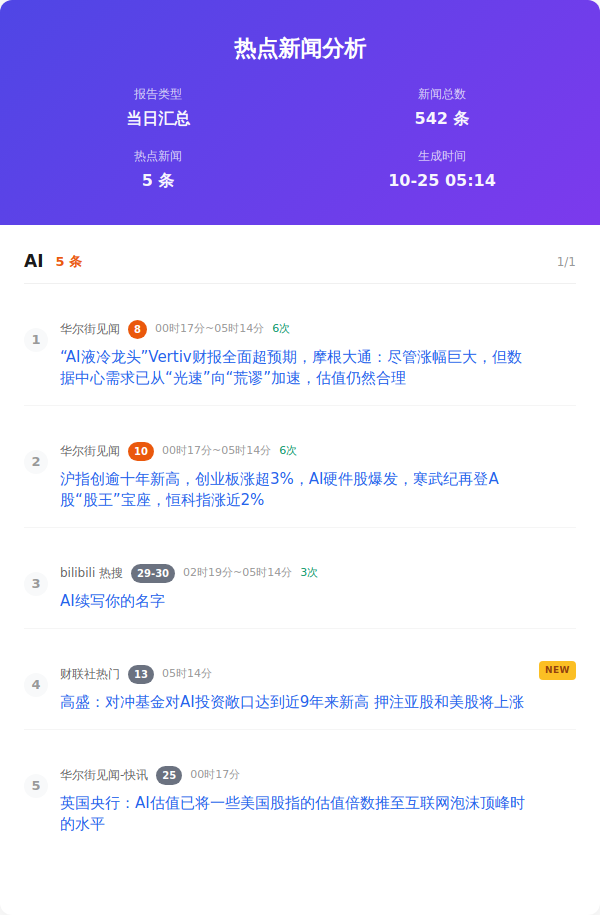 热点新闻分析
报告类型 新闻总数
当日汇总 542 条
热点新闻 生成时间
5 条 10-25 05:14
AI 5 条 1/1
1 华尔街见闻 8 00时17分~05时14分 6次
“AI液冷龙头”Vertiv财报全面超预期，摩根大通：尽管涨幅巨大，但数
据中心需求已从“光速”向“荒谬”加速，估值仍然合理
2 华尔街见闻 10 00时17分~05时14分 6次
沪指创逾十年新高，创业板涨超3%，AI硬件股爆发，寒武纪再登A
股“股王”宝座，恒科指涨近2%
3 bilibili 热搜 29-30 02时19分~05时14分 3次
AI续写你的名字
4 财联社热门 13 05时14分 NEW
高盛：对冲基金对AI投资敞口达到近9年来新高 押注亚股和美股将上涨
5 华尔街见闻-快讯 25 00时17分
英国央行：AI估值已将一些美国股指的估值倍数推至互联网泡沫顶峰时
的水平